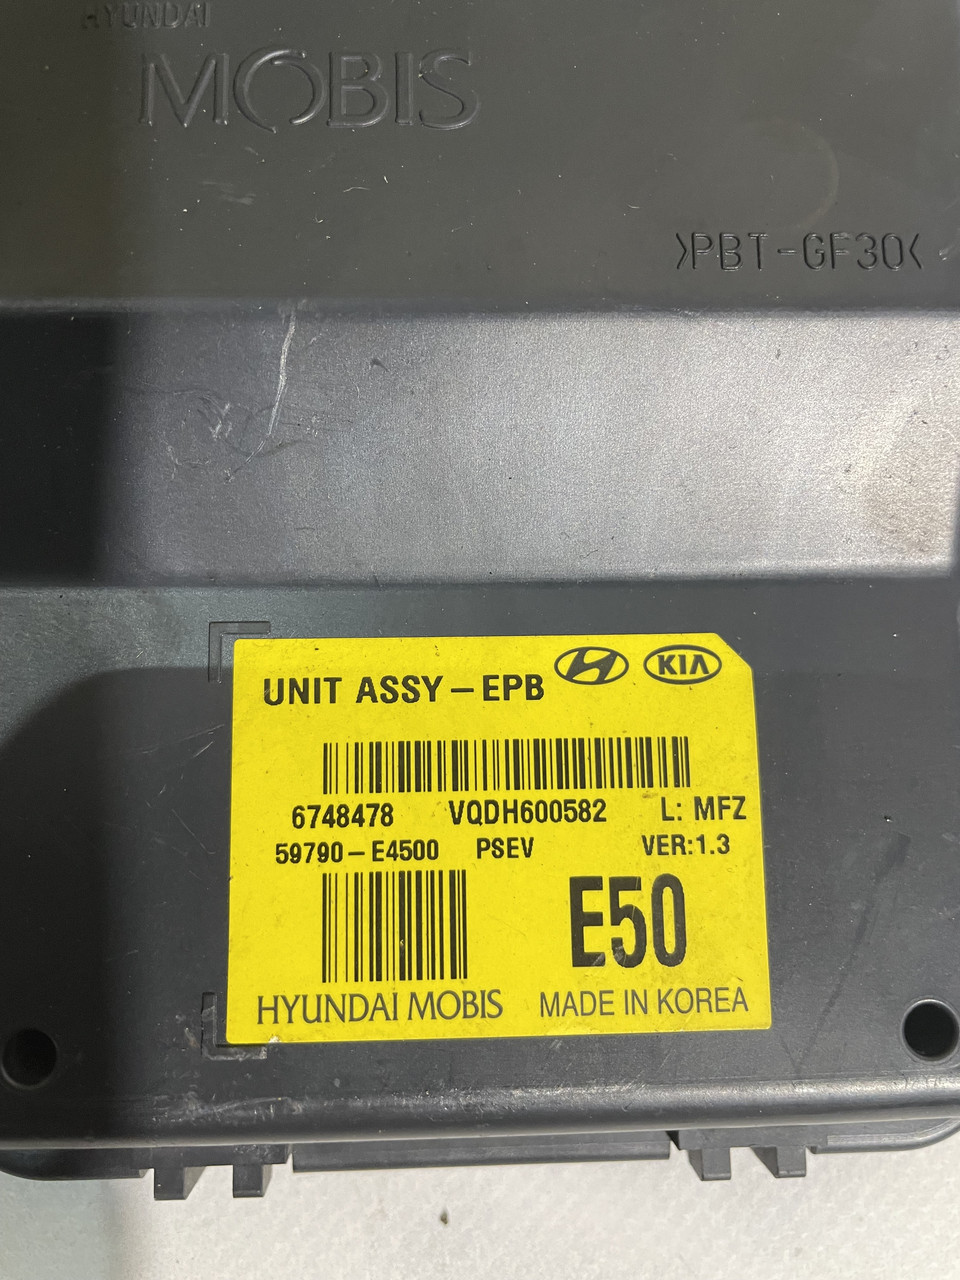 HYUNDAI
MOBIS
>PBT-GF30<
UNIT ASSY-EPB
KIA
6748478 VQDH600582 L: MFZ
59790-E4500 PSEV VER:1.3
E50
HYUNDAI MOBIS MADE IN KOREA